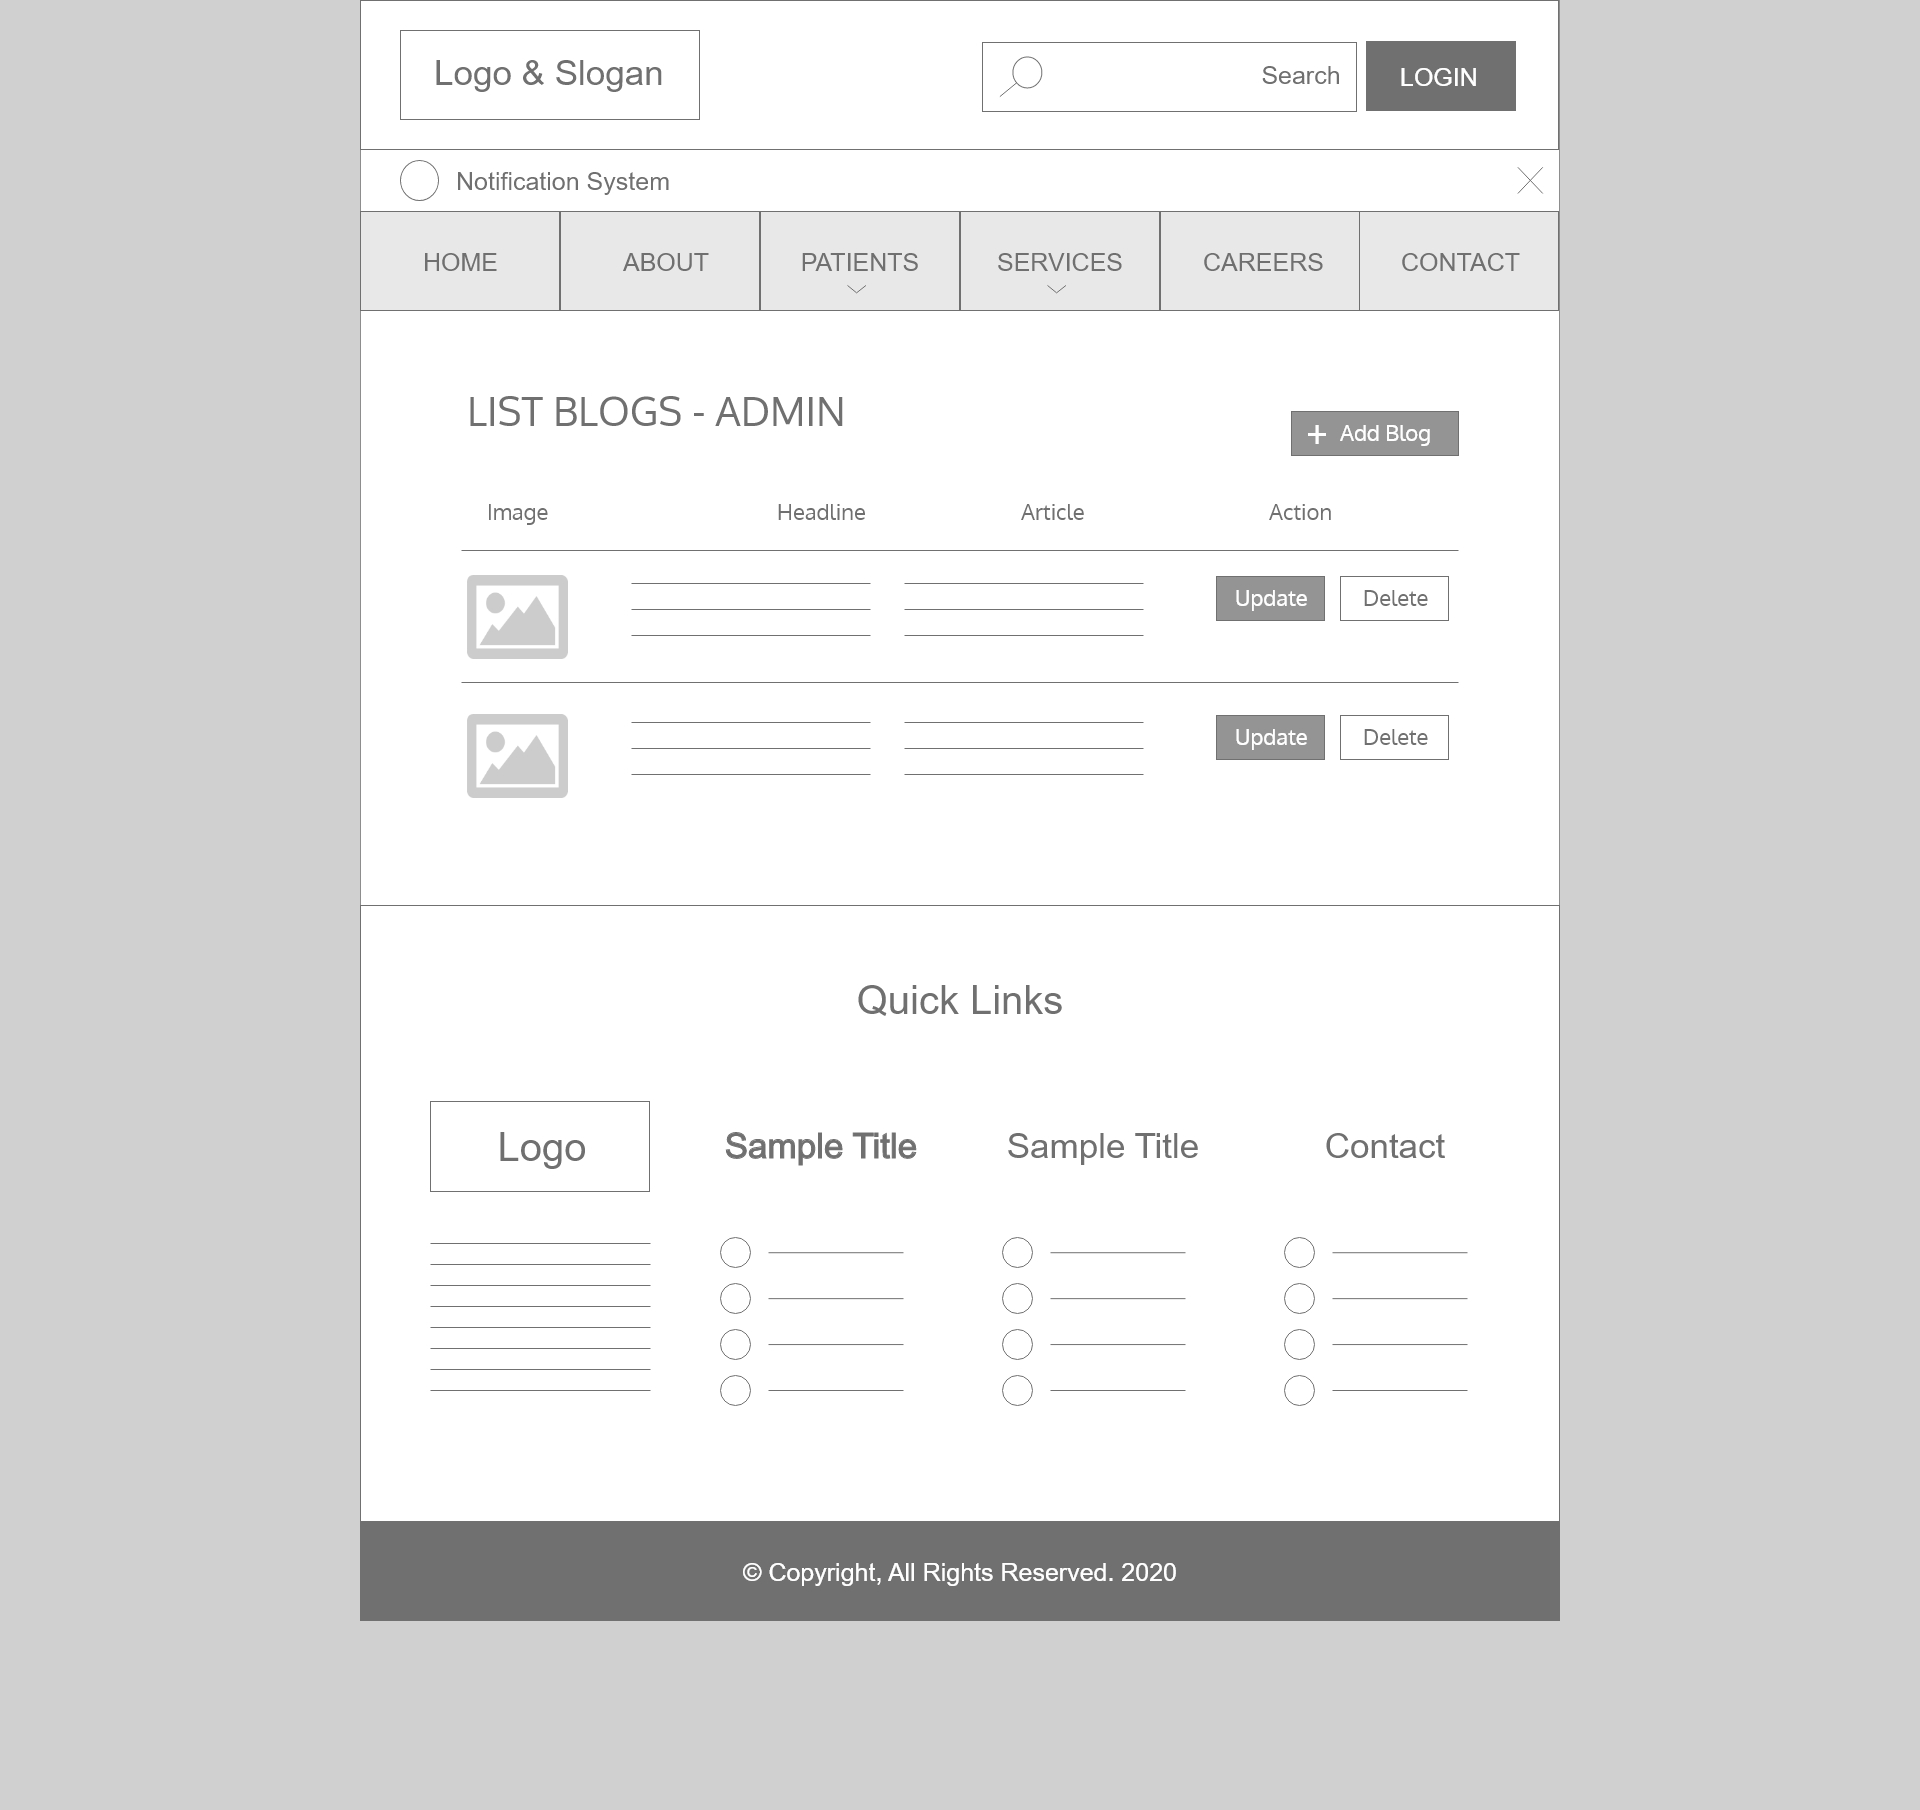 Logo & Slogan
Search
LOGIN
Notification System
HOME
ABOUT
PATIENTS
SERVICES
CAREERS
CONTACT
LIST BLOGS - ADMIN
+ Add Blog
Image
Headline
Article
Action
Update
Delete
Update
Delete
Quick Links
Logo
Sample Title
Sample Title
Contact
© Copyright, All Rights Reserved. 2020